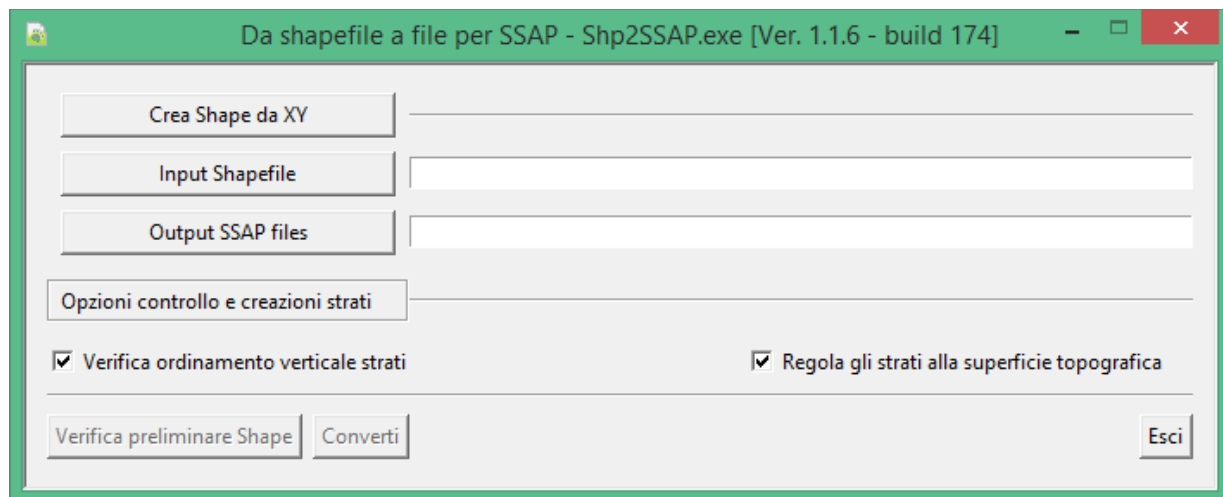 Da shapefile a file per SSAP - Shp2SSAP.exe [Ver. 1.1.6 - build 174]
Crea Shape da XY
Input Shapefile
Output SSAP files
Opzioni controllo e creazioni strati
Verifica ordinamento verticale strati Regola gli strati alla superficie topografica
Verifica preliminare Shape Converti Esci